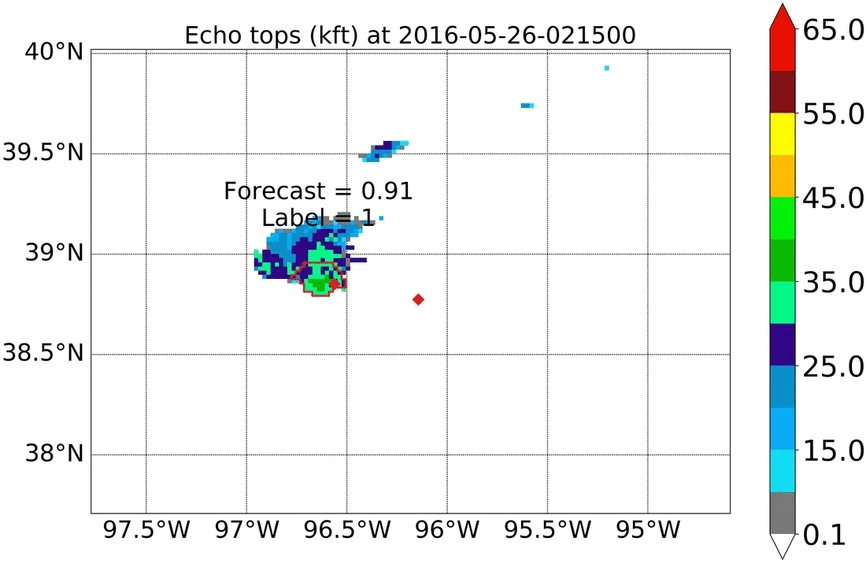 Echo tops (kft) at 2016-05-26-021500
40°N
39.5°N
39°N
38.5°N
38°N
Forecast = 0.91
Label = 1
97.5°W 97°W 96.5°W 96°W 95.5°W 95°W
65.0
55.0
45.0
35.0
25.0
15.0
0.1